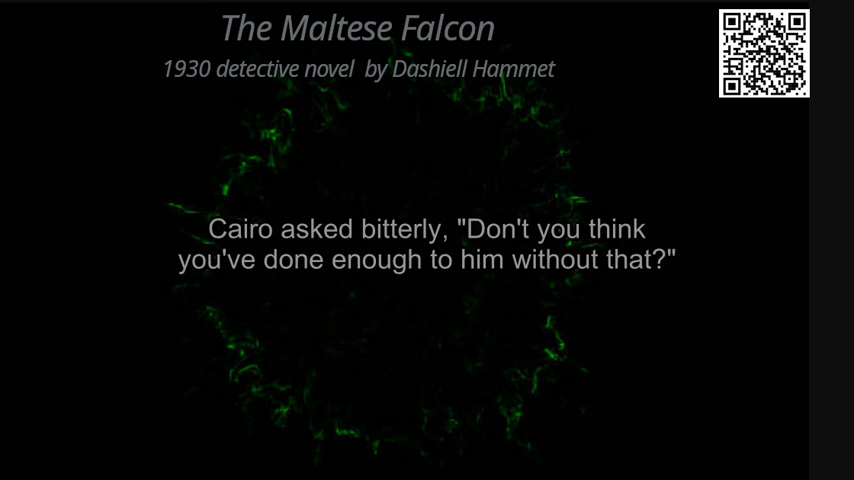 The Maltese Falcon
1930 detective novel  by Dashiell Hammet
Cairo asked bitterly, "Don't you think
you've done enough to him without that?"